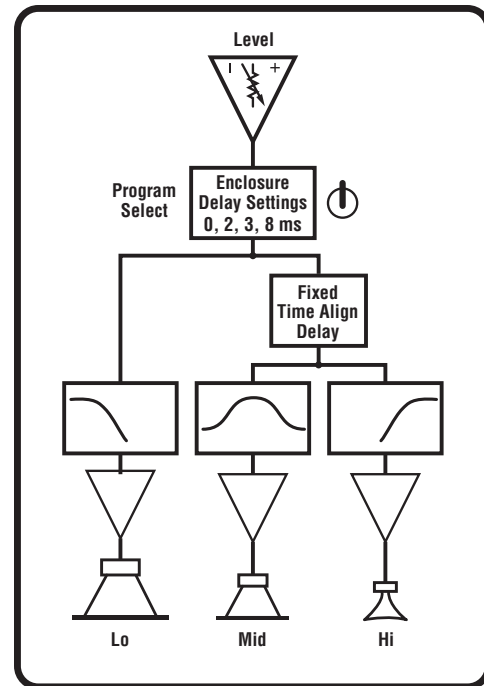 Level
– +
Program
Select
Enclosure
Delay Settings
0, 2, 3, 8 ms
Fixed
Time Align
Delay
Lo Mid Hi